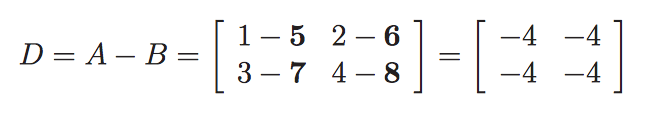 D = A − B = [ 1 − 5 2 − 6 ] = [ −4 −4 ]
[ 3 − 7 4 − 8 ] [ −4 −4 ]